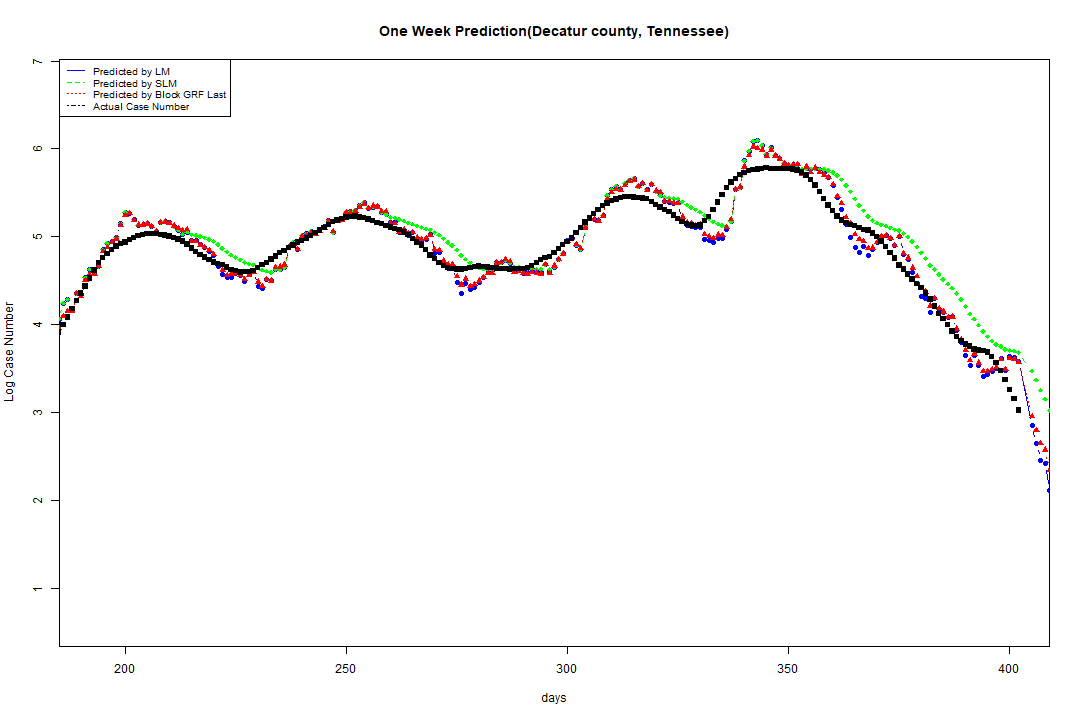 One Week Prediction(Decatur county, Tennessee)
Predicted by LM
Predicted by SLM
Predicted by Block GRF Last
Actual Case Number
Log Case Number
7
6
5
4
3
2
1
200 250 300 350 400
days